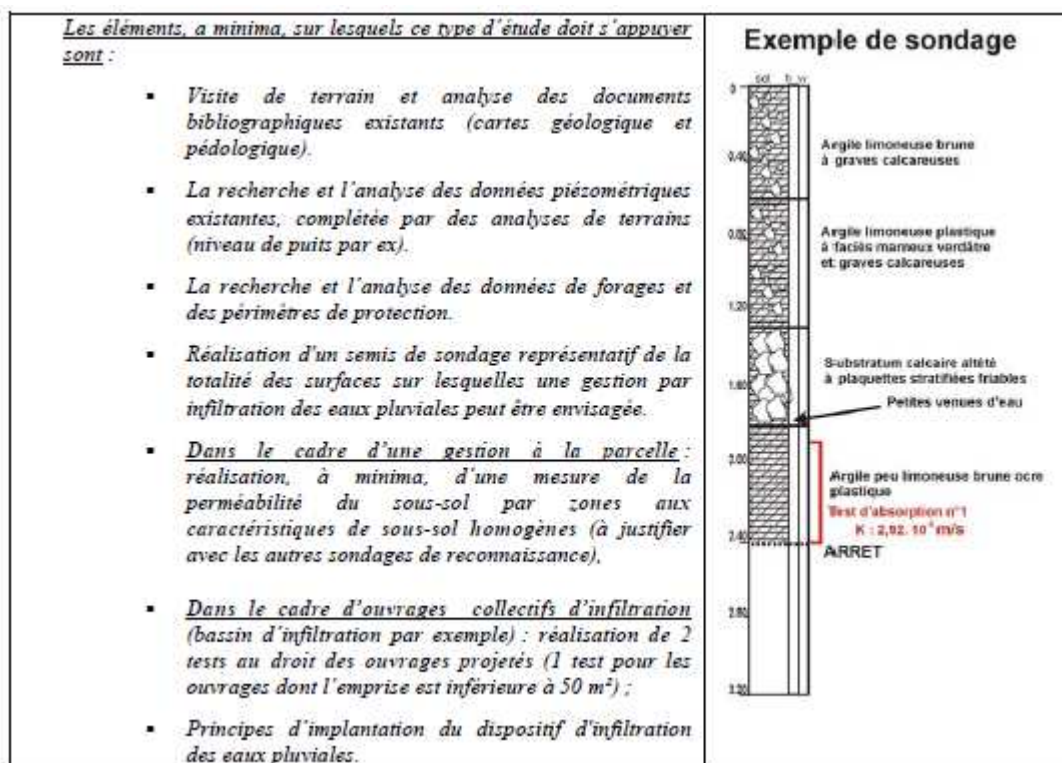 Les éléments, a minima, sur lesquels ce type d'étude doit s'appuyer
sont :
▪ Visite de terrain et analyse des documents
bibliographiques existants (cartes géologique et
pédologique).
▪ La recherche et l'analyse des données piézométriques
existantes, complétée par des analyses de terrains
(niveau de puits par ex).
▪ La recherche et l'analyse des données de forages et
des périmètres de protection.
▪ Réalisation d'un semis de sondage représentatif de la
totalité des surfaces sur lesquelles une gestion par
infiltration des eaux pluviales peut être envisagée.
▪ Dans le cadre d'une gestion à la parcelle :
réalisation, à minima, d'une mesure de la
perméabilité du sous-sol par zones aux
caractéristiques de sous-sol homogènes (à justifier
avec les autres sondages de reconnaissance),
▪ Dans le cadre d'ouvrages collectifs d'infiltration
(bassin d'infiltration par exemple) : réalisation de 2
tests au droit des ouvrages projetés (1 test pour les
ouvrages dont l'emprise est inférieure à 50 m²) ;
▪ Principes d'implantation du dispositif d'infiltration
des eaux pluviales.
Exemple de sondage
sol h w
0
Argile limoneuse brune
0.40
à graves calcareuses
0.80
Argile limoneuse plastique
à faciès marneux verdâtre
et graves calcareuses
1.20
Substratum calcaire altété
1.60
à plaquettes stratifiées friables
Petites venues d'eau
2.00
Argile peu limoneuse brune ocre
plastique
Test d'absorption n°1
K : 2,92. 10 m/s
2.40
ARRET
2.80
3.20